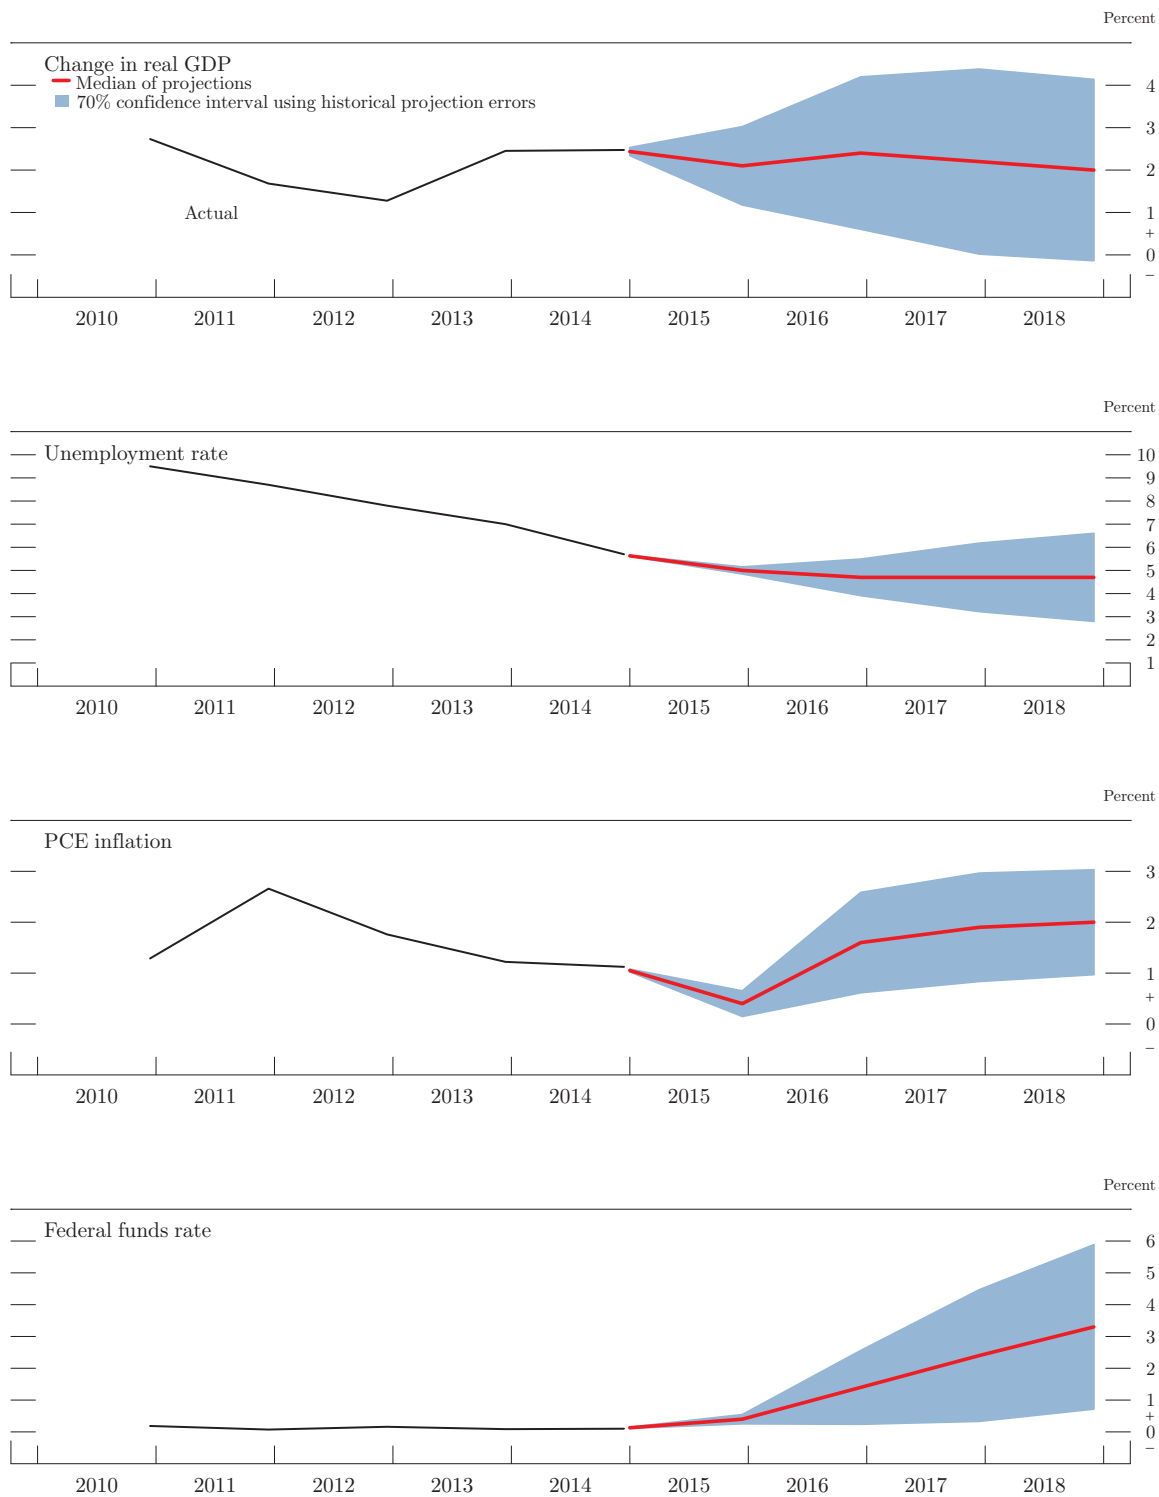 Percent
Change in real GDP
Median of projections
70% confidence interval using historical projection errors
Actual
4
3
2
1
+
0
−
2010 2011 2012 2013 2014 2015 2016 2017 2018
Percent
Unemployment rate
10
9
8
7
6
5
4
3
2
1
2010 2011 2012 2013 2014 2015 2016 2017 2018
Percent
PCE inflation
3
2
1
+
0
−
2010 2011 2012 2013 2014 2015 2016 2017 2018
Percent
Federal funds rate
6
5
4
3
2
1
+
0
−
2010 2011 2012 2013 2014 2015 2016 2017 2018